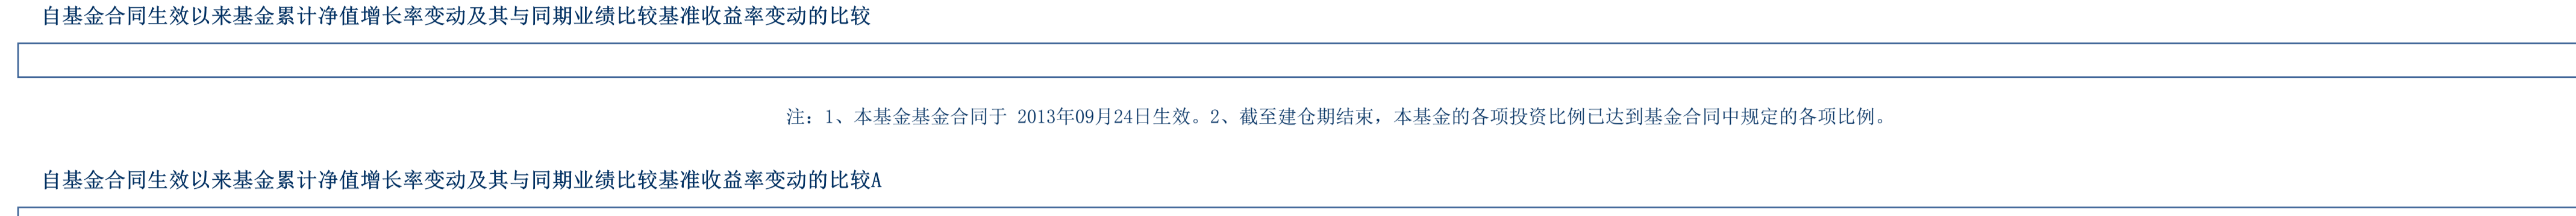 自基金合同生效以来基金累计净值增长率变动及其与同期业绩比较基准收益率变动的比较
注：1、本基金基金合同于 2013年09月24日生效。2、截至建仓期结束，本基金的各项投资比例已达到基金合同中规定的各项比例。
自基金合同生效以来基金累计净值增长率变动及其与同期业绩比较基准收益率变动的比较A